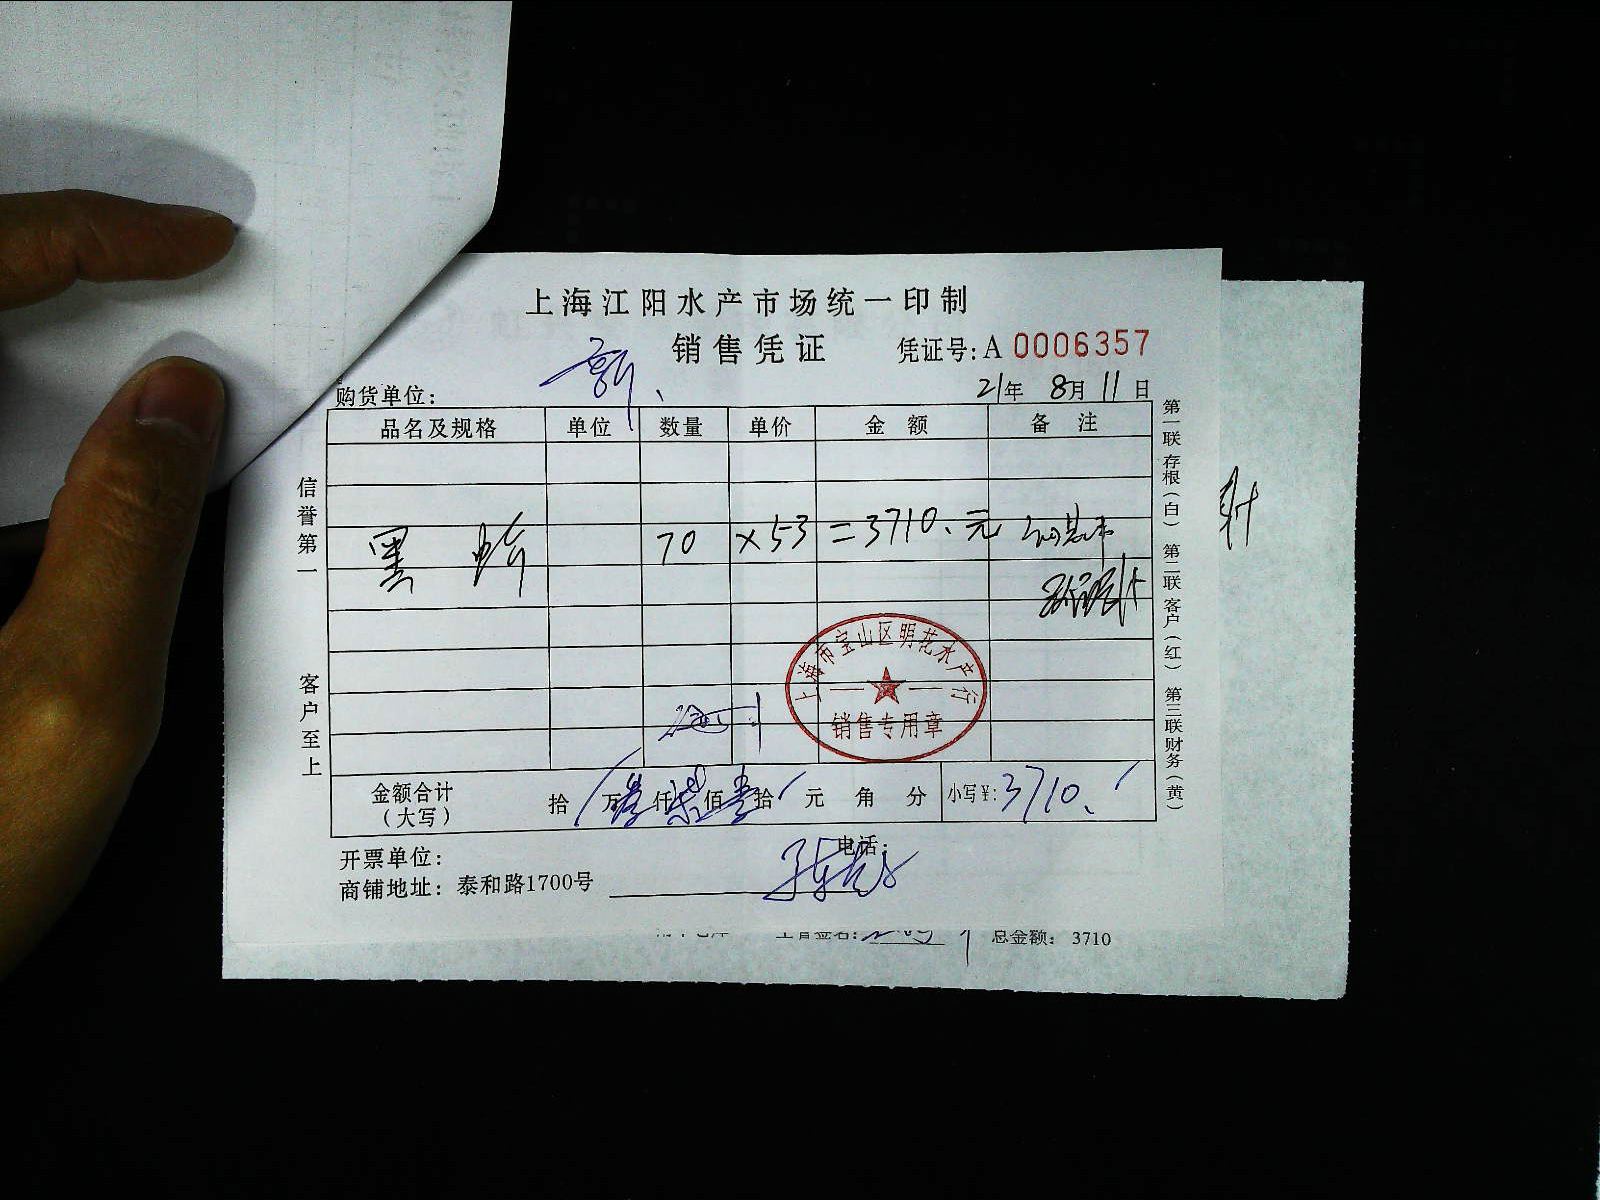 上海江阳水产市场统一印制
销售凭证 凭证号:A 0006357
购货单位: 21年 8月 11日
品名及规格 单位 数量 单价 金额 备注
黑 70 ×53 =3710.元
上海市宝山区明花水产行
销售专用章
金额合计(大写) 拾 万 叁 仟 柒 佰 壹 拾 元 角 分 小写¥:3710.
开票单位: 电话:
商铺地址: 泰和路1700号
信誉第一 客户至上
第一联存根(白) 第二联客户(红) 第三联财务(黄)
总金额: 3710